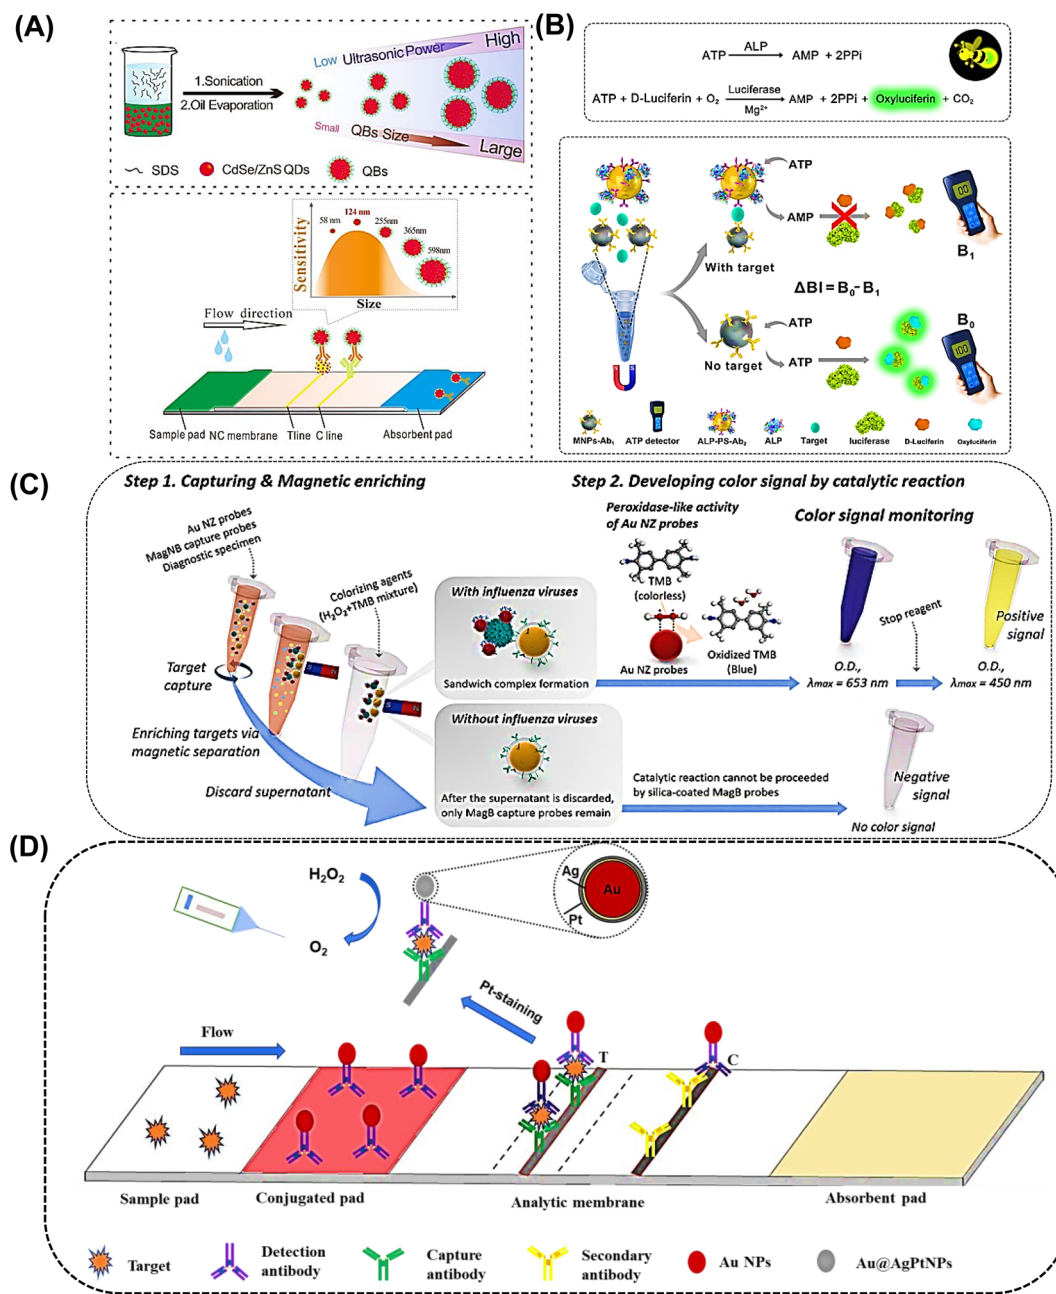 (A)
Low Ultrasonic Power High
1.Sonication
2.Oil Evaporation
Small QBs Size Large
SDS CdSe/ZnS QDs QBs
Sensitivity
58 nm 124 nm 255nm 365nm 598nm
Size
Flow direction
Sample pad NC membrane Tline C line Absorbent pad
(B)
ATP ALP AMP + 2PPi
ATP + D-Luciferin + O₂ Luciferase Mg²⁺ AMP + 2PPi + Oxyluciferin + CO₂
ATP
AMP
With target
B₁
ΔBI = B₀- B₁
ATP
No target
ATP
B₀
100
MNPs-Ab₁ ATP detector ALP-PS-Ab₂ ALP Target luciferase D-Luciferin Oxyluciferin
(C)
Step 1. Capturing & Magnetic enriching
Au NZ probes
MagNB capture probes
Diagnostic specimen
Colorizing agents
(H₂O₂+TMB mixture)
Target
capture
Enriching targets via
magnetic separation
Discard supernatant
With influenza viruses
Sandwich complex formation
Without influenza viruses
After the supernatant is discarded,
only MagB capture probes remain
Step 2. Developing color signal by catalytic reaction
Peroxidase-like activity
of Au NZ probes
TMB
(colorless)
Au NZ probes
Oxidized TMB
(Blue)
Color signal monitoring
Stop reagent
Positive
signal
O.D.,
λmax = 653 nm
O.D.,
λmax = 450 nm
Catalytic reaction cannot be proceeded
by silica-coated MagB probes
Negative
signal
No color signal
(D)
H₂O₂
O₂
Ag
Au
Pt
Pt-staining
Flow
T
C
Sample pad Conjugated pad Analytic membrane Absorbent pad
Target
Detection
antibody
Capture
antibody
Secondary
antibody
Au NPs
Au@AgPtNPs